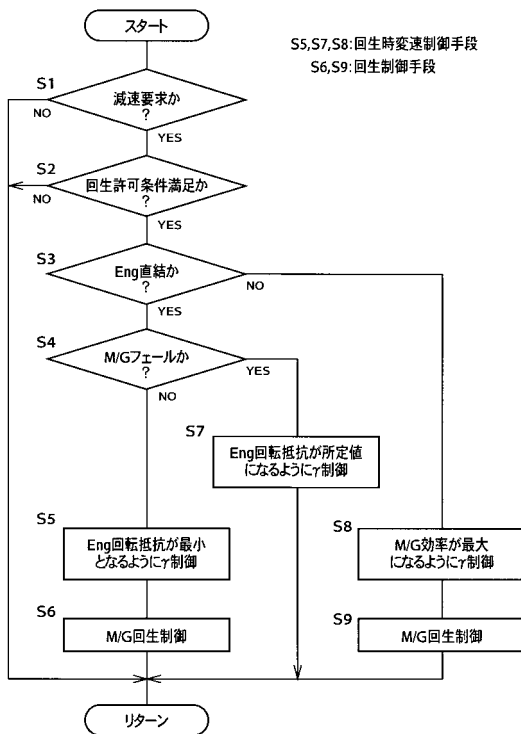 スタート
S5,S7,S8:回生時変速制御手段
S6,S9:回生制御手段
S1
減速要求か
?
NO
YES
S2
回生許可条件満足か
?
NO
YES
S3
Eng直結か
?
NO
YES
S4
M/Gフェールか
?
YES
NO
S7
Eng回転抵抗が所定値
になるようにγ制御
S5
Eng回転抵抗が最小
となるようにγ制御
S8
M/G効率が最大
になるようにγ制御
S6
M/G回生制御
S9
M/G回生制御
リターン